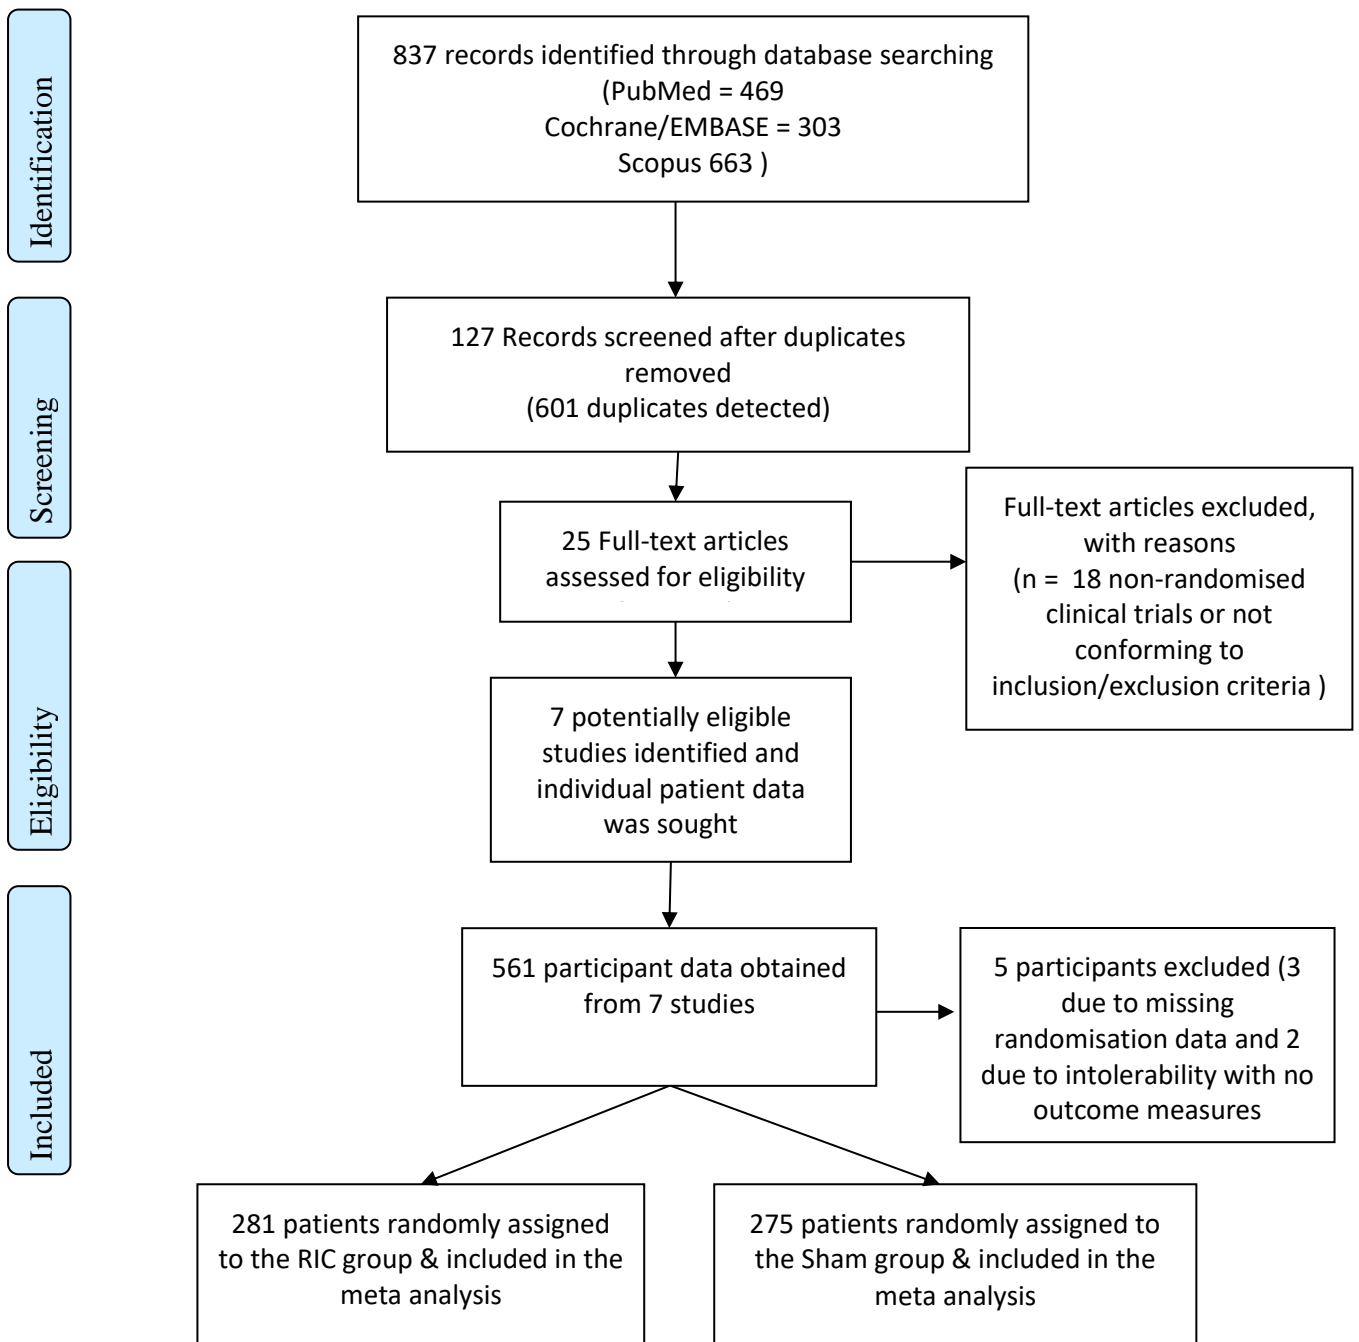 Identification
837 records identified through database searching
(PubMed = 469
Cochrane/EMBASE = 303
Scopus 663 )
Screening
127 Records screened after duplicates
removed
(601 duplicates detected)
25 Full-text articles
assessed for eligibility
Full-text articles excluded,
with reasons
(n = 18 non-randomised
clinical trials or not
conforming to
inclusion/exclusion criteria )
Eligibility
7 potentially eligible
studies identified and
individual patient data
was sought
Included
561 participant data obtained
from 7 studies
5 participants excluded (3
due to missing
randomisation data and 2
due to intolerability with no
outcome measures
281 patients randomly assigned
to the RIC group & included in the
meta analysis
275 patients randomly assigned to
the Sham group & included in the
meta analysis